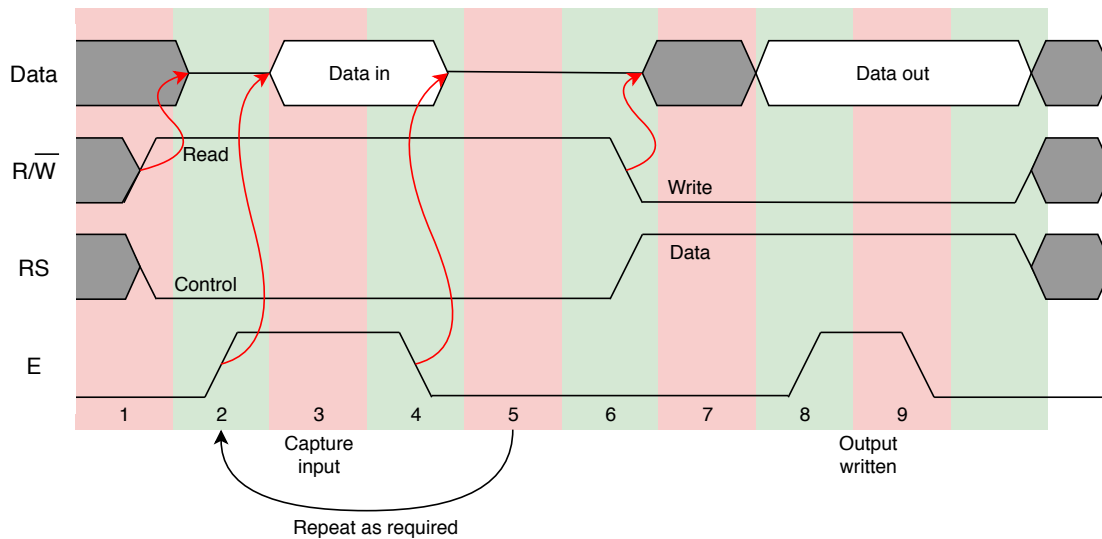 Data
Data in
Data out
R/W̅
Read
Write
RS
Control
Data
E
1 2 3 4 5 6 7 8 9
Capture
input
Output
written
Repeat as required